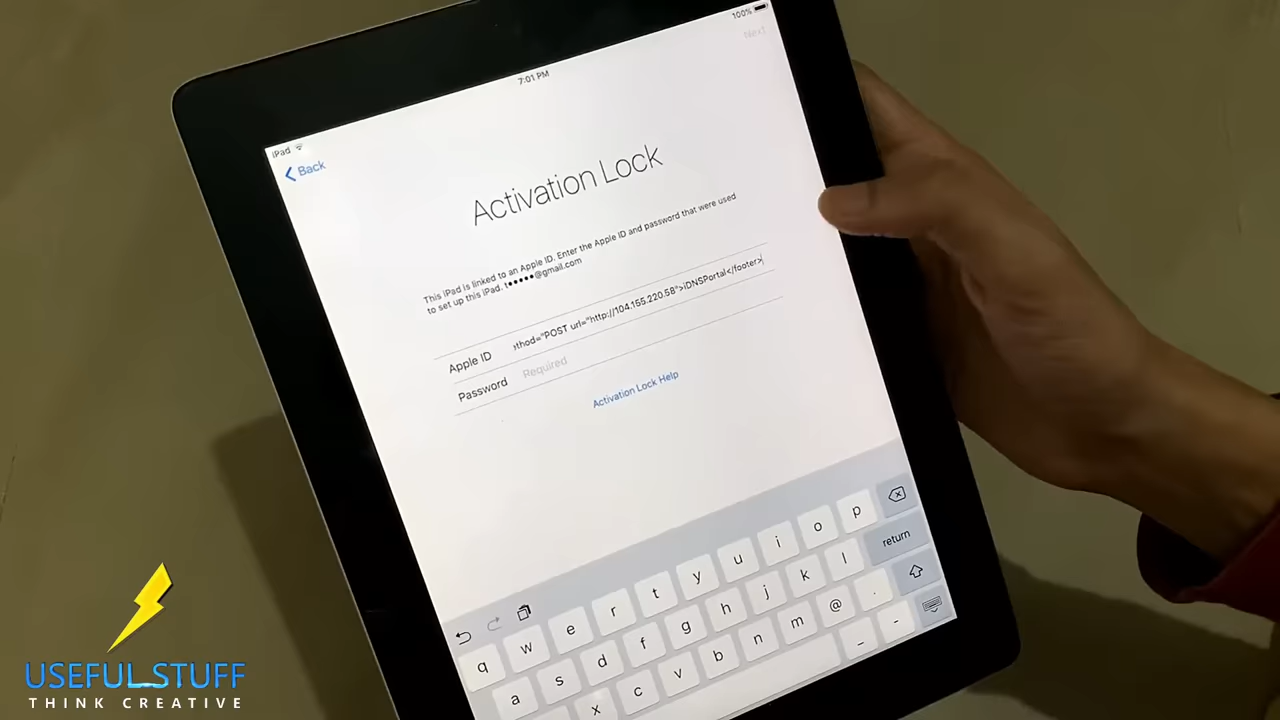 100%
Next
7:01 PM
iPad
Back
Activation Lock
This iPad is linked to an Apple ID. Enter the Apple ID and password that were used
to set up this iPad. t●●●●●@gmail.com
Apple ID thod="POST url="http://104.155.220.58">iDNSPortal</footer>
Password Required
Activation Lock Help
q w e r t y u i o p
a s d f g h j k l return
x c v b n m @ .
_ -
USEFUL STUFF
THINK CREATIVE